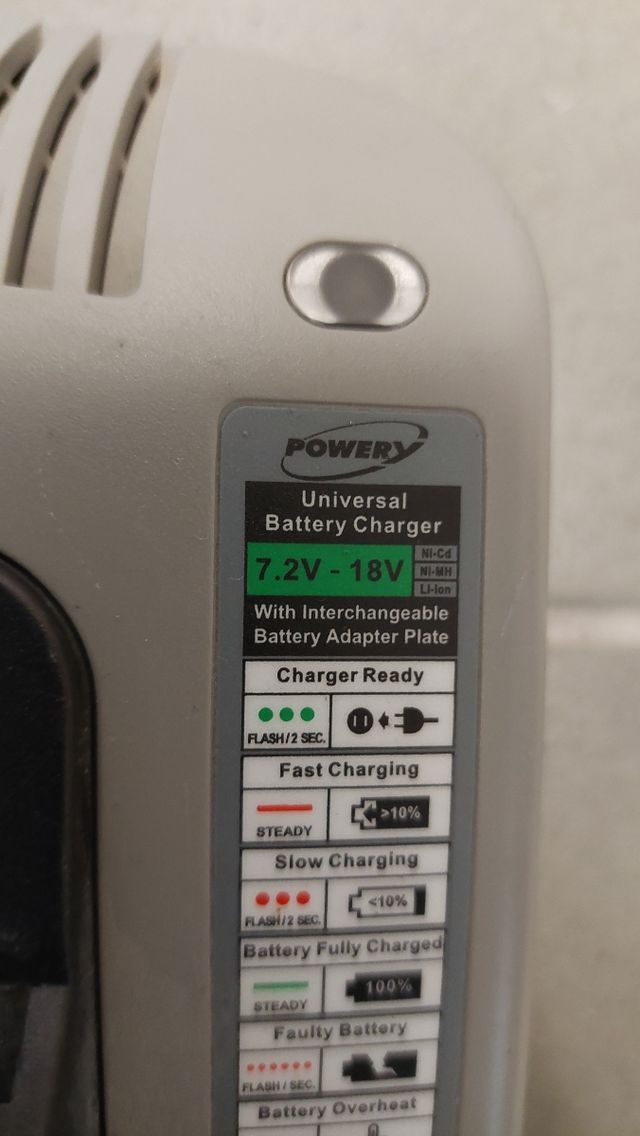 POWERY
Universal
Battery Charger
7.2V - 18V
Ni-Cd
Ni-MH
Li-ion
With Interchangeable
Battery Adapter Plate
Charger Ready
FLASH/2 SEC.
Fast Charging
STEADY
>10%
Slow Charging
FLASH/2 SEC.
<10%
Battery Fully Charged
STEADY
100%
Faulty Battery
FLASH/SEC.
Battery Overheat